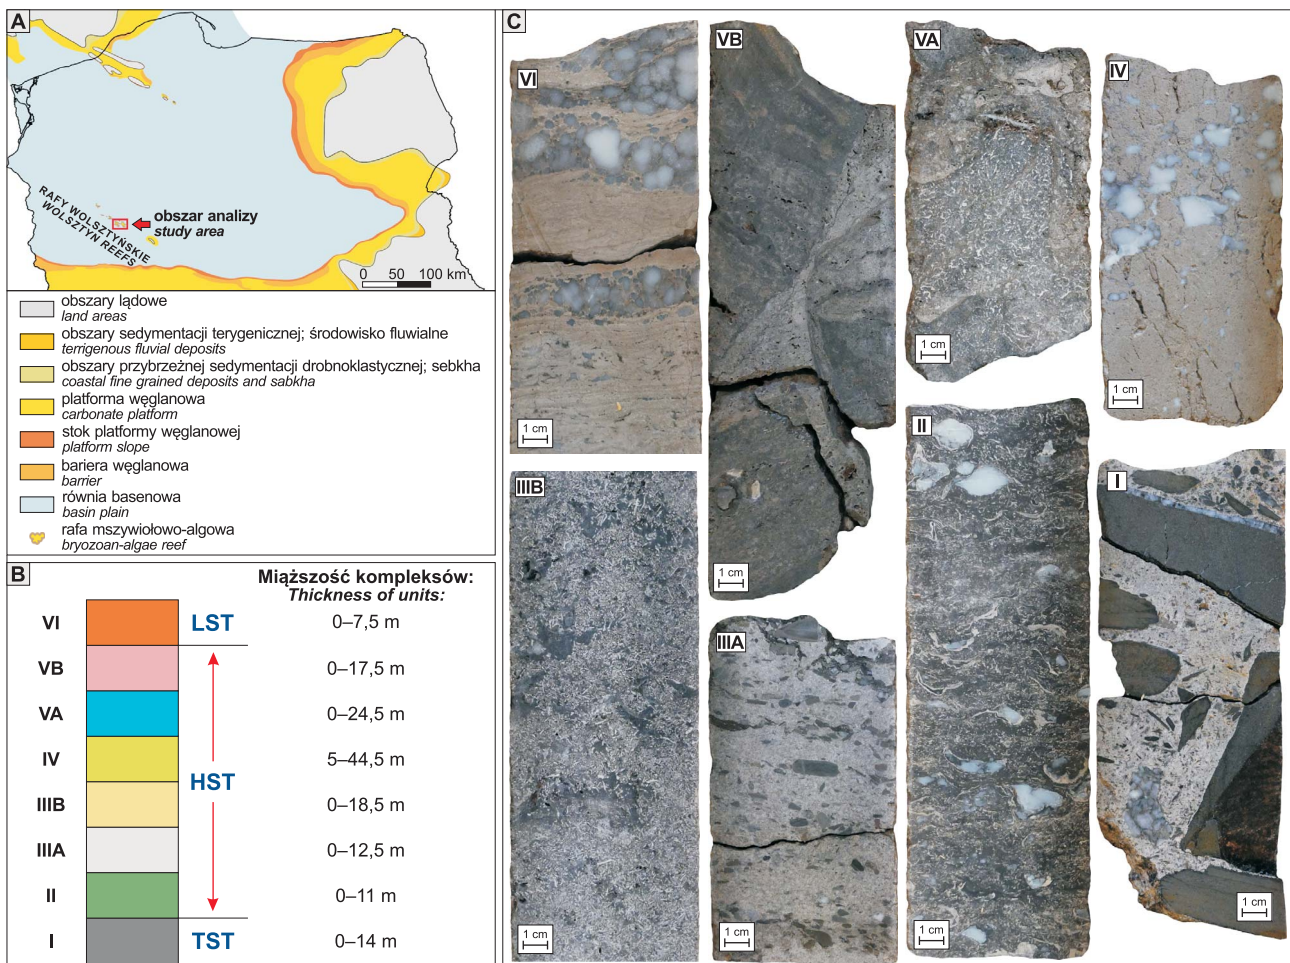 A
RAFY WOLSZTYŃSKIE
WOLSZTYN REEFS
obszar analizy
study area
0 50 100 km
obszary lądowe
land areas
obszary sedymentacji terygenicznej; środowisko fluwialne
terrigenous fluvial deposits
obszary przybrzeżnej sedymentacji drobnoklastycznej; sebkha
coastal fine grained deposits and sabkha
platforma węglanowa
carbonate platform
stok platformy węglanowej
platform slope
bariera węglanowa
barrier
równia basenowa
basin plain
rafa mszywiołowo-algowa
bryozoan-algae reef
B
Miąższość kompleksów:
Thickness of units:
VI LST 0–7,5 m
VB 0–17,5 m
VA 0–24,5 m
IV 5–44,5 m
HST
IIIB 0–18,5 m
IIIA 0–12,5 m
II 0–11 m
I TST 0–14 m
C
VI
1 cm
VB
1 cm
VA
1 cm
IV
1 cm
IIIB
1 cm
IIIA
1 cm
II
1 cm
I
1 cm